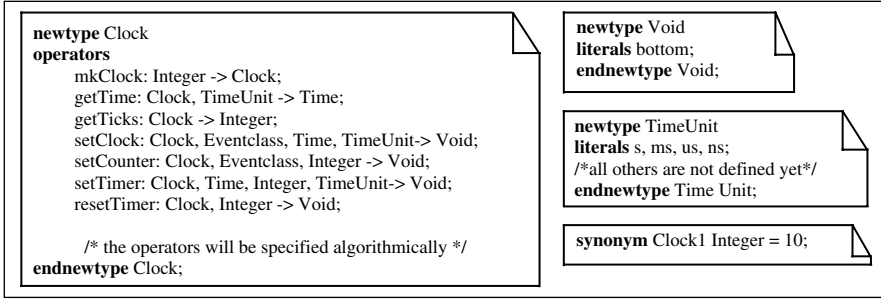 newtype Clock
operators
mkClock: Integer -> Clock;
getTime: Clock, TimeUnit -> Time;
getTicks: Clock -> Integer;
setClock: Clock, Eventclass, Time, TimeUnit-> Void;
setCounter: Clock, Eventclass, Integer -> Void;
setTimer: Clock, Time, Integer, TimeUnit-> Void;
resetTimer: Clock, Integer -> Void;
/* the operators will be specified algorithmically */
endnewtype Clock;
newtype Void
literals bottom;
endnewtype Void;
newtype TimeUnit
literals s, ms, us, ns;
/*all others are not defined yet*/
endnewtype Time Unit;
synonym Clock1 Integer = 10;